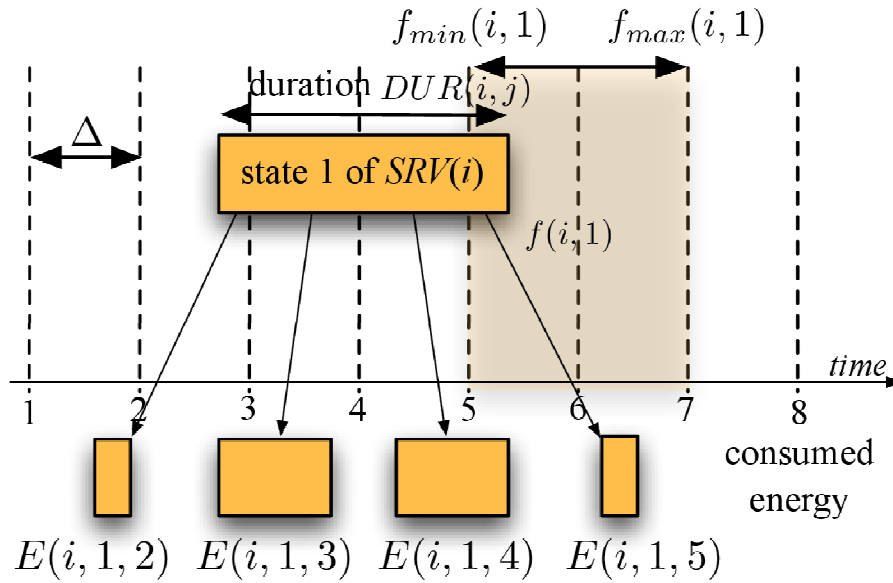 f_{min}(i, 1) f_{max}(i, 1)
duration DUR(i, j)
Δ
state 1 of SRV(i)
f(i, 1)
time
1 2 3 4 5 6 7 8
consumed
energy
E(i, 1, 2) E(i, 1, 3) E(i, 1, 4) E(i, 1, 5)